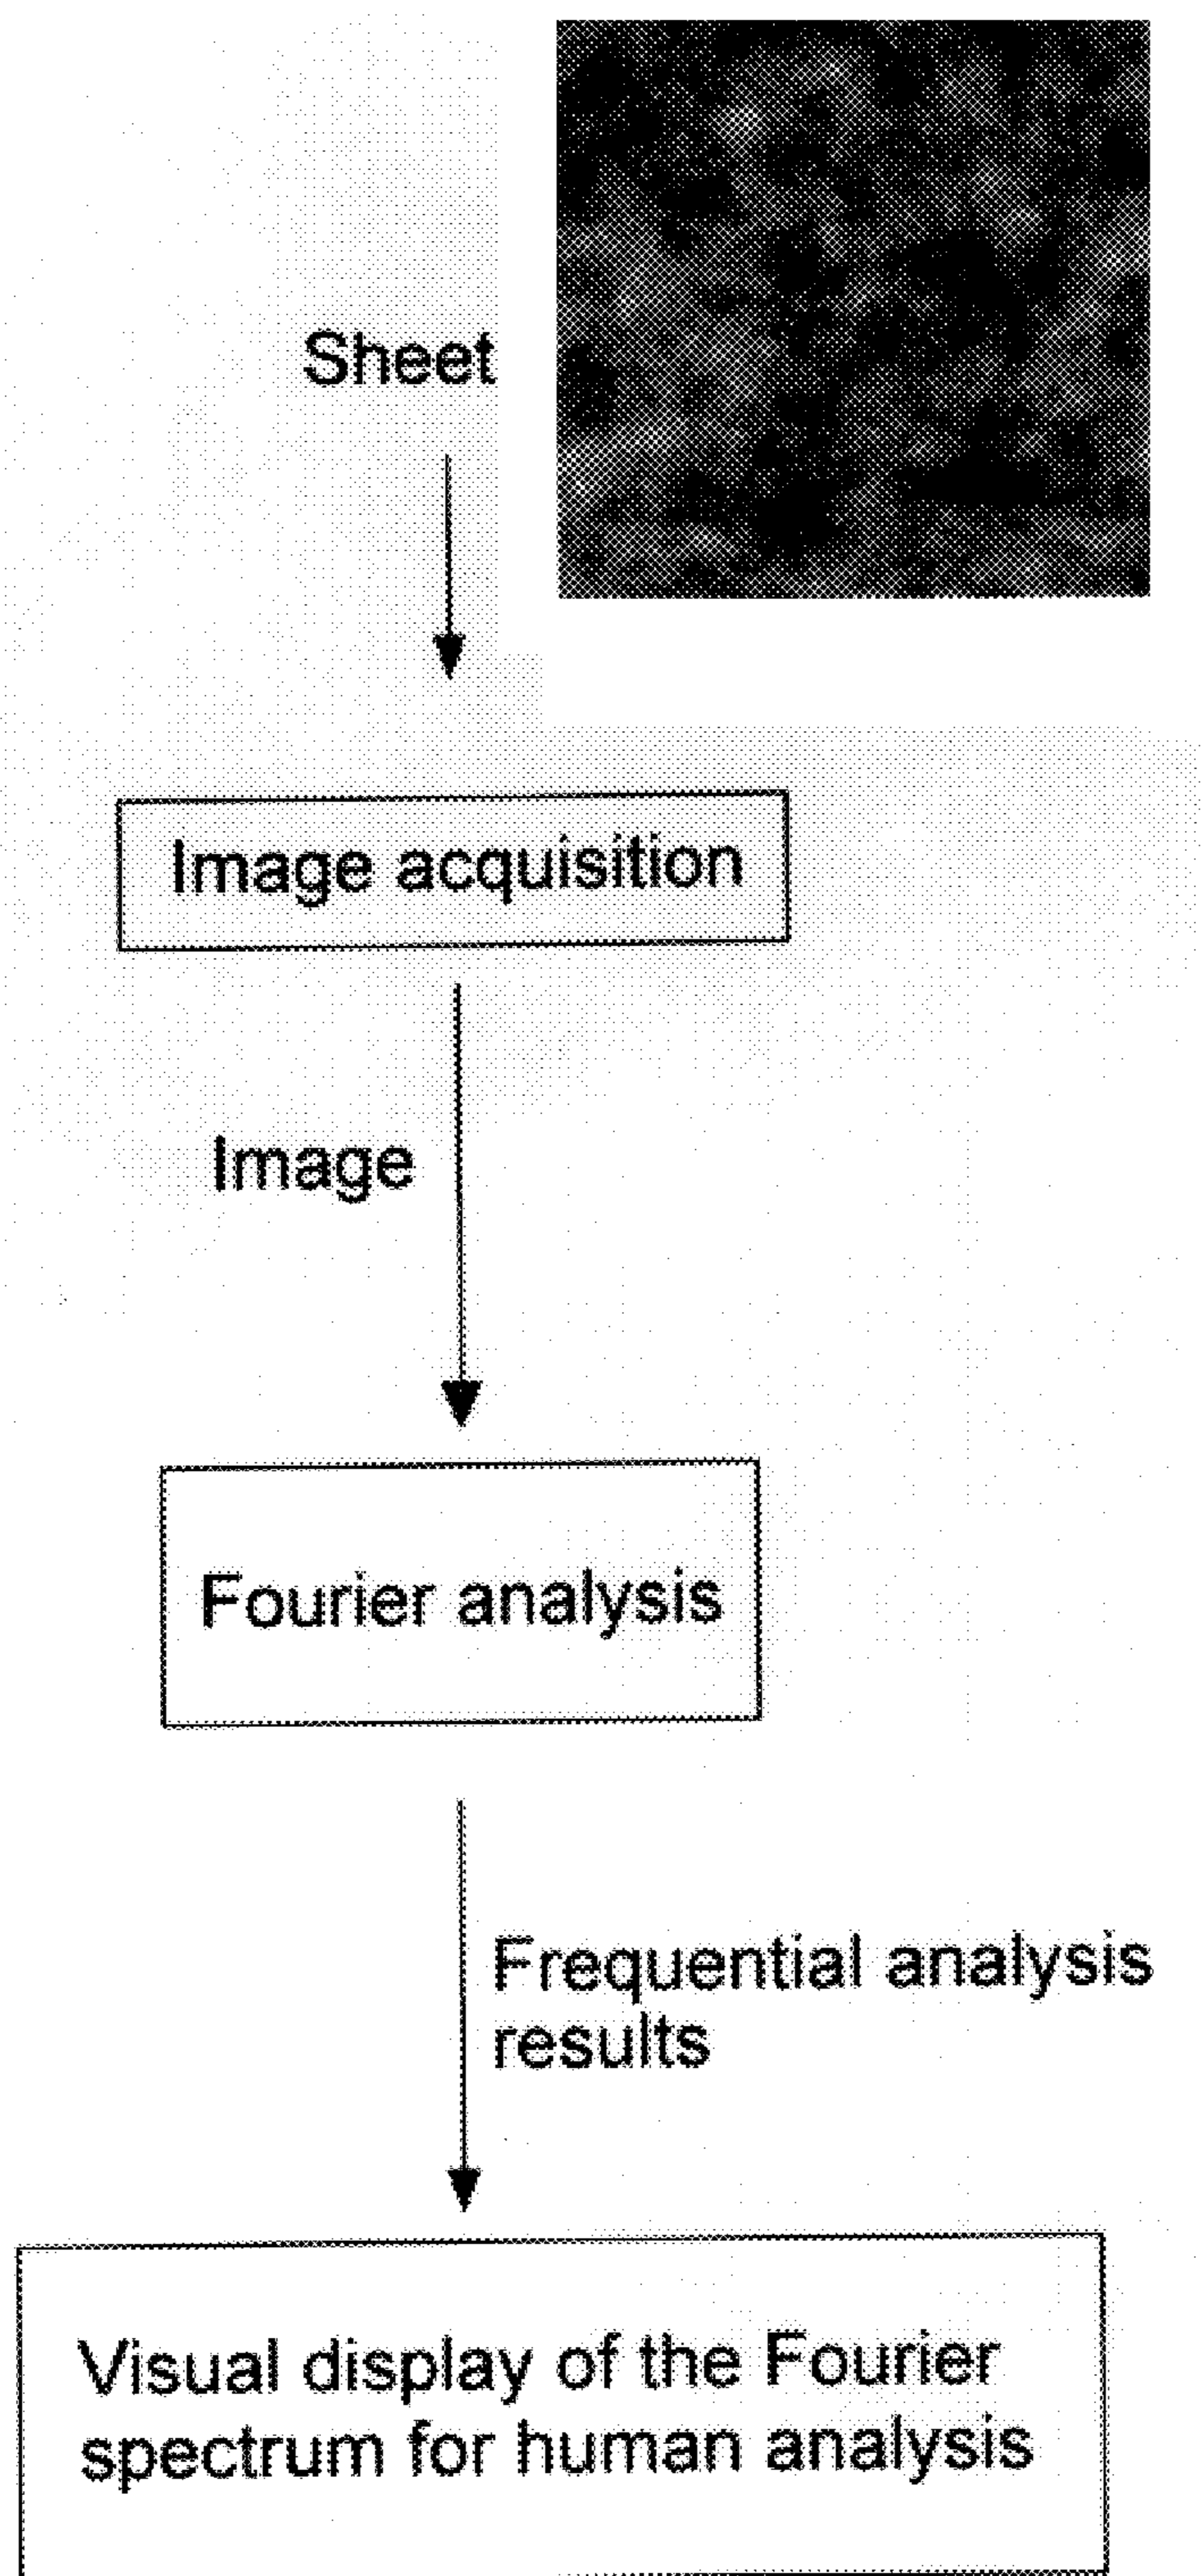 Sheet
Image acquisition
Image
Fourier analysis
Frequential analysis
results
Visual display of the Fourier
spectrum for human analysis